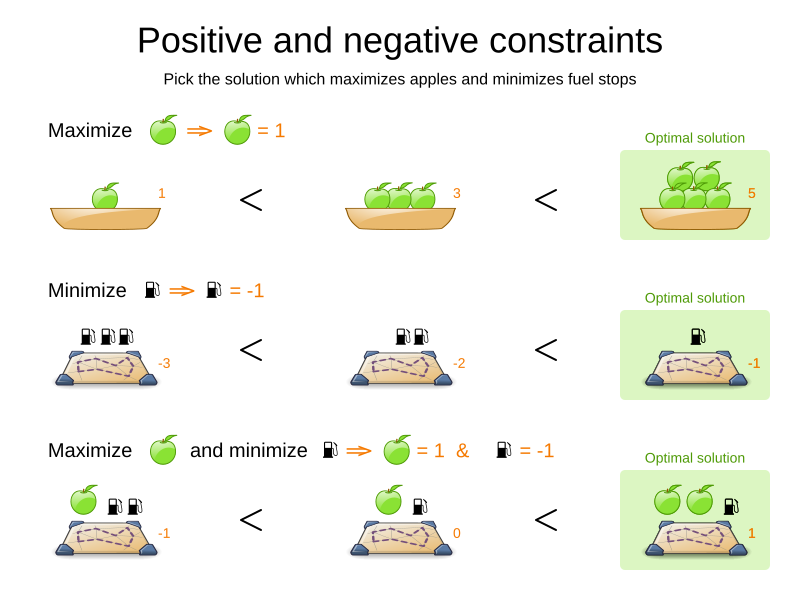 Positive and negative constraints
Pick the solution which maximizes apples and minimizes fuel stops
Maximize = 1
Optimal solution
1 < 3 < 5
Minimize = -1
Optimal solution
-3 < -2 < -1
Maximize and minimize = 1 & = -1
Optimal solution
-1 < 0 < 1